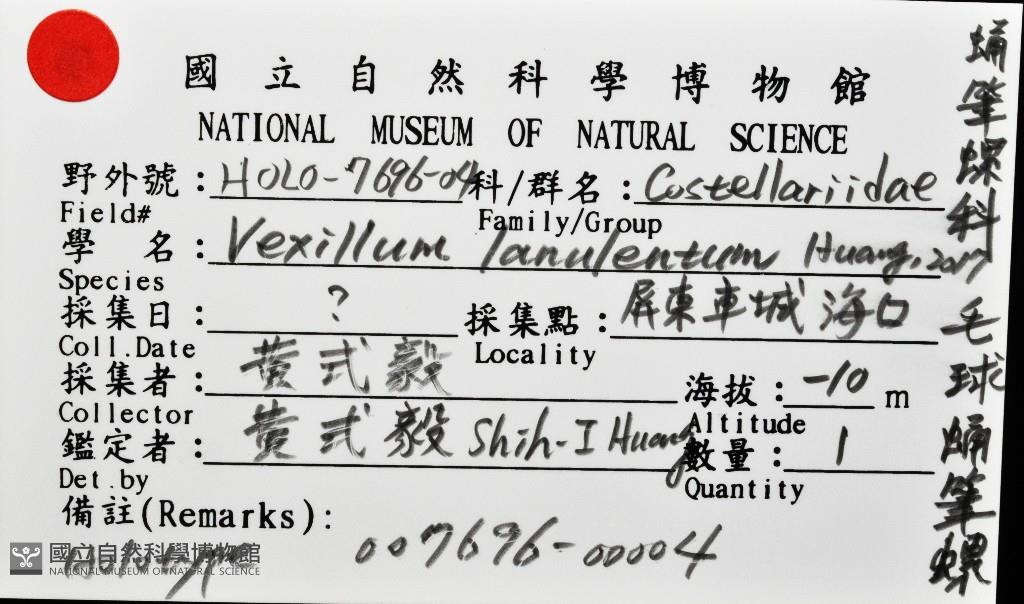 國立自然科學博物館
NATIONAL MUSEUM OF NATURAL SCIENCE
野外號：HOLO-7696-04 科/群名：Costellariidae
Field# Family/Group
學名：Vexillum lanulentum Huang, 2017
Species
採集日：? 採集點：屏東車城 海口
Coll.Date Locality
採集者：黃式毅 海拔：-10 m
Collector Altitude
鑑定者：黃式毅 Shih-I Huang 數量：1
Det.by Quantity
備註(Remarks):
Holotype 007696-00004
國立自然科學博物館
NATIONAL MUSEUM OF NATURAL SCIENCE
蛹筆螺科 毛球蛹筆螺